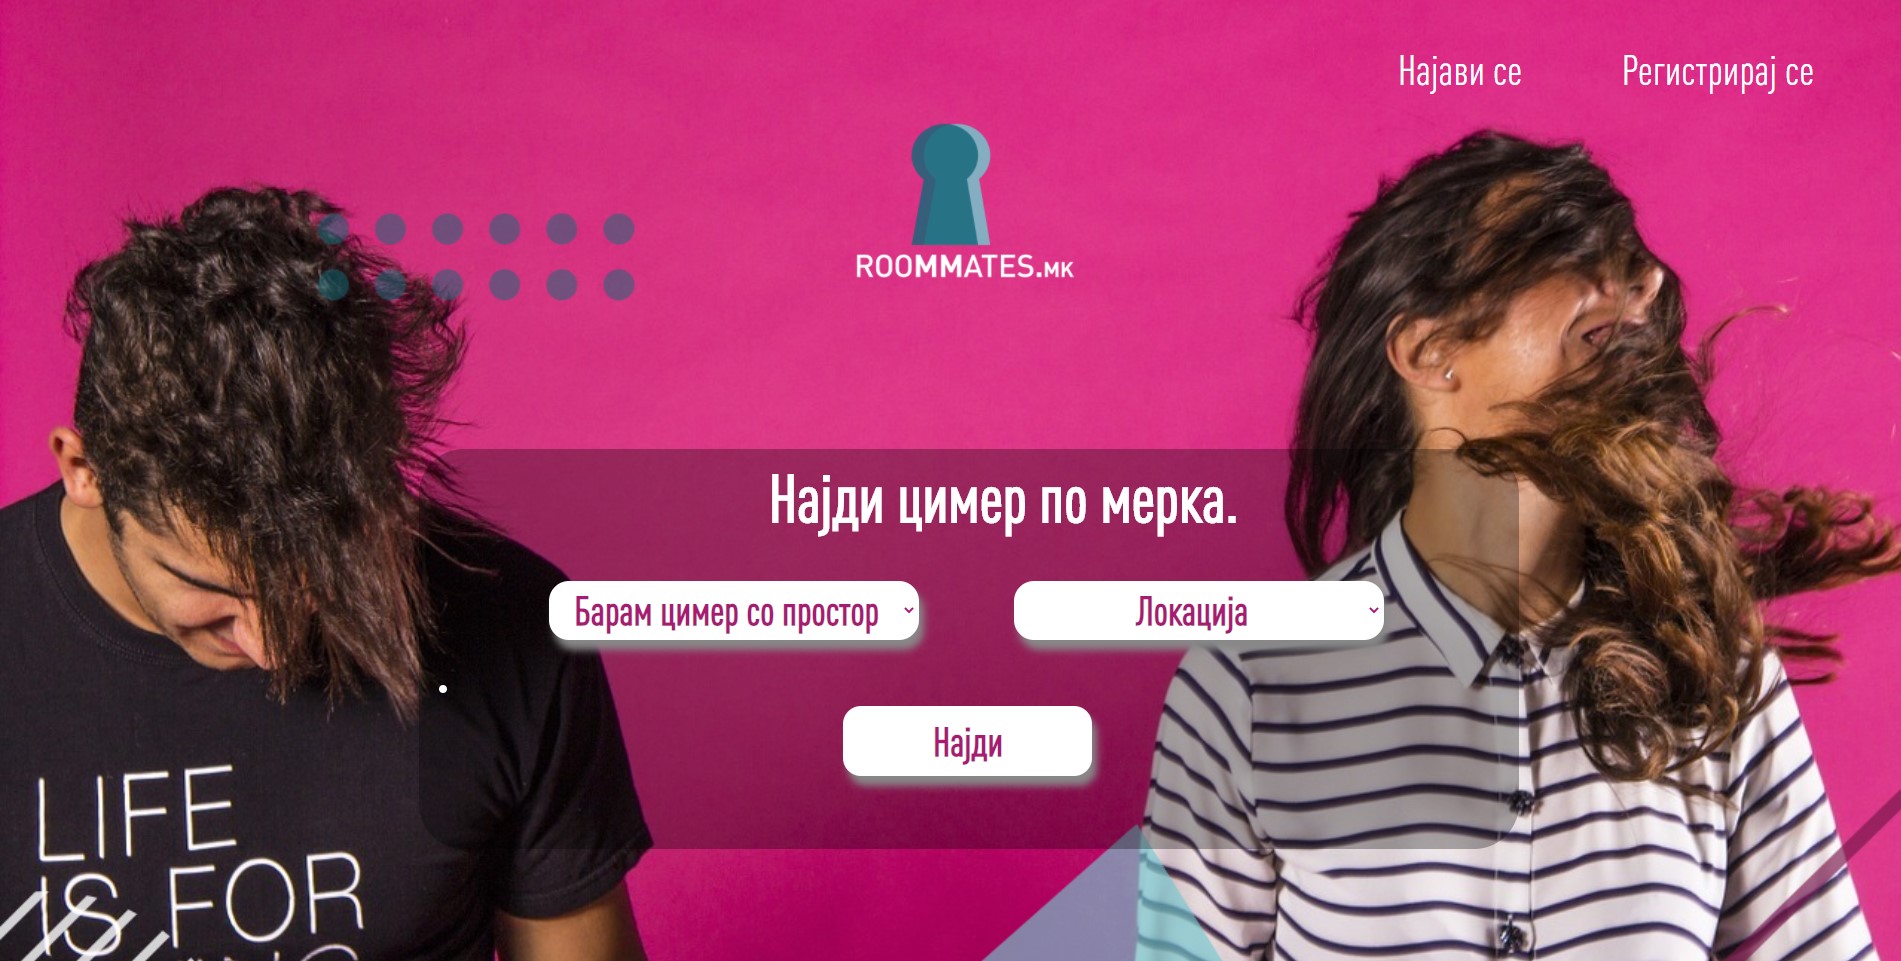 Најави се
Регистрирај се
ROOMMATES.MK
Најди цимер по мерка.
Барам цимер со простор
Локација
Најди
LIFE
IS FOR